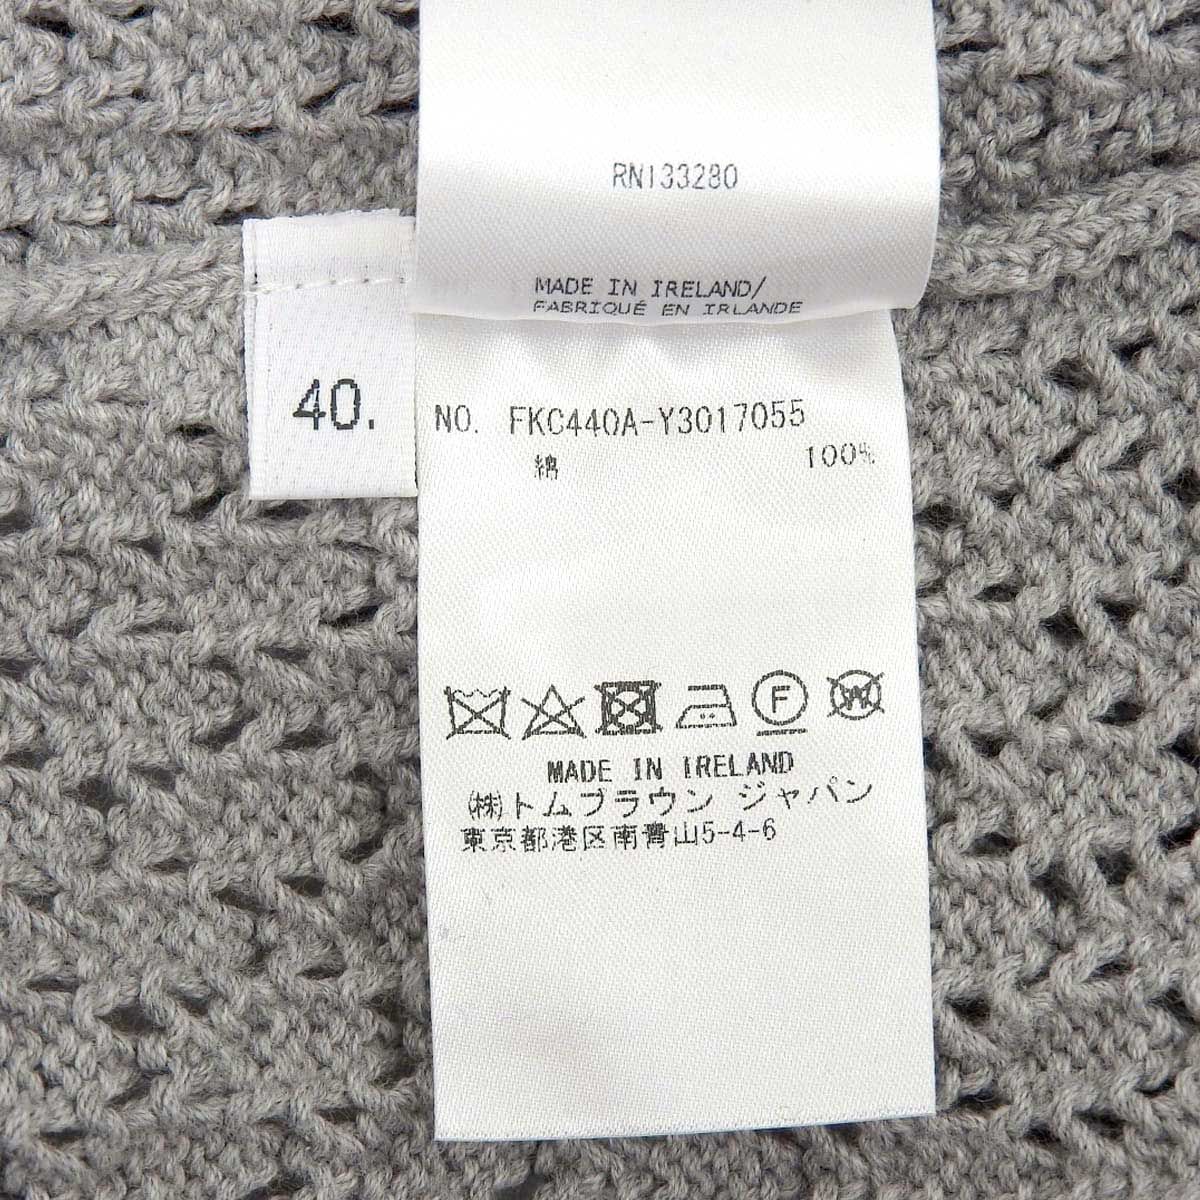 RN133280
MADE IN IRELAND/
FABRIQUÉ EN IRLANDE
40.
NO. FKC440A-Y3017055
綿 100%
F W
MADE IN IRELAND
(株)トムブラウン ジャパン
東京都港区南青山5-4-6